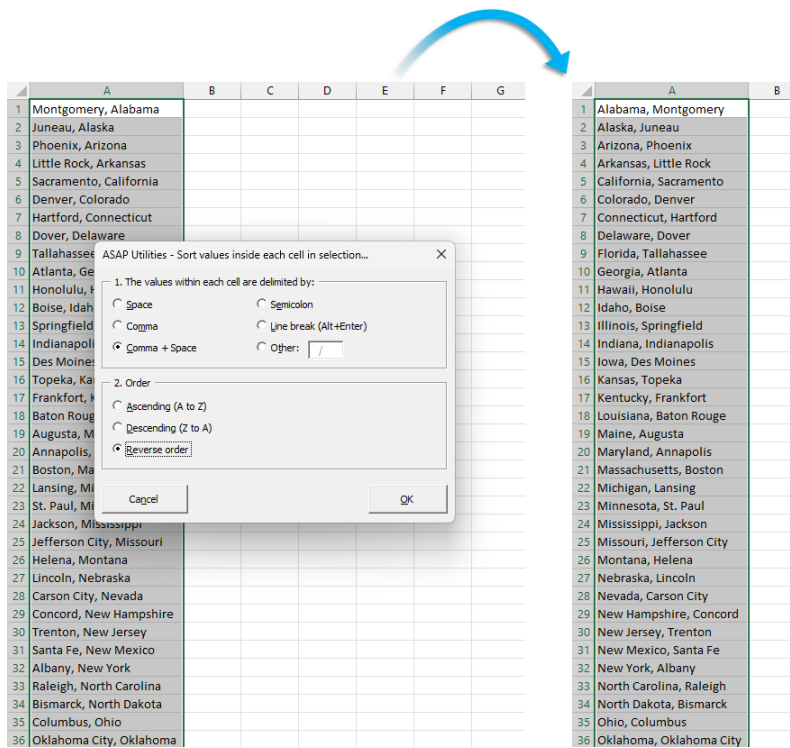 A B C D E F G
1 Montgomery, Alabama
2 Juneau, Alaska
3 Phoenix, Arizona
4 Little Rock, Arkansas
5 Sacramento, California
6 Denver, Colorado
7 Hartford, Connecticut
8 Dover, Delaware
9 Tallahassee
10 Atlanta, Ge
11 Honolulu, H
12 Boise, Idah
13 Springfield
14 Indianapoli
15 Des Moines
16 Topeka, Ka
17 Frankfort, K
18 Baton Roug
19 Augusta, M
20 Annapolis,
21 Boston, Ma
22 Lansing, Mi
23 St. Paul, Mi
24 Jackson, Mississippi
25 Jefferson City, Missouri
26 Helena, Montana
27 Lincoln, Nebraska
28 Carson City, Nevada
29 Concord, New Hampshire
30 Trenton, New Jersey
31 Santa Fe, New Mexico
32 Albany, New York
33 Raleigh, North Carolina
34 Bismarck, North Dakota
35 Columbus, Ohio
36 Oklahoma City, Oklahoma
ASAP Utilities - Sort values inside each cell in selection...
1. The values within each cell are delimited by:
Space Semicolon
Comma Line break (Alt+Enter)
Comma + Space Other: /
2. Order
Ascending (A to Z)
Descending (Z to A)
Reverse order
Cancel OK
A B
1 Alabama, Montgomery
2 Alaska, Juneau
3 Arizona, Phoenix
4 Arkansas, Little Rock
5 California, Sacramento
6 Colorado, Denver
7 Connecticut, Hartford
8 Delaware, Dover
9 Florida, Tallahassee
10 Georgia, Atlanta
11 Hawaii, Honolulu
12 Idaho, Boise
13 Illinois, Springfield
14 Indiana, Indianapolis
15 Iowa, Des Moines
16 Kansas, Topeka
17 Kentucky, Frankfort
18 Louisiana, Baton Rouge
19 Maine, Augusta
20 Maryland, Annapolis
21 Massachusetts, Boston
22 Michigan, Lansing
23 Minnesota, St. Paul
24 Mississippi, Jackson
25 Missouri, Jefferson City
26 Montana, Helena
27 Nebraska, Lincoln
28 Nevada, Carson City
29 New Hampshire, Concord
30 New Jersey, Trenton
31 New Mexico, Santa Fe
32 New York, Albany
33 North Carolina, Raleigh
34 North Dakota, Bismarck
35 Ohio, Columbus
36 Oklahoma, Oklahoma City